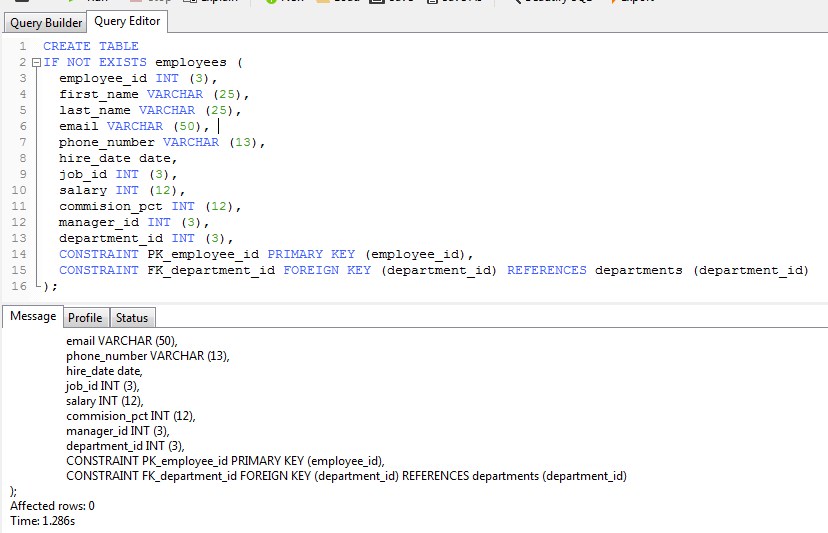 Query Builder Query Editor
1 CREATE TABLE
2 IF NOT EXISTS employees (
3 employee_id INT (3),
4 first_name VARCHAR (25),
5 last_name VARCHAR (25),
6 email VARCHAR (50),
7 phone_number VARCHAR (13),
8 hire_date date,
9 job_id INT (3),
10 salary INT (12),
11 commision_pct INT (12),
12 manager_id INT (3),
13 department_id INT (3),
14 CONSTRAINT PK_employee_id PRIMARY KEY (employee_id),
15 CONSTRAINT FK_department_id FOREIGN KEY (department_id) REFERENCES departments (department_id)
16 );
Message Profile Status
email VARCHAR (50),
phone_number VARCHAR (13),
hire_date date,
job_id INT (3),
salary INT (12),
commision_pct INT (12),
manager_id INT (3),
department_id INT (3),
CONSTRAINT PK_employee_id PRIMARY KEY (employee_id),
CONSTRAINT FK_department_id FOREIGN KEY (department_id) REFERENCES departments (department_id)
);
Affected rows: 0
Time: 1.286s